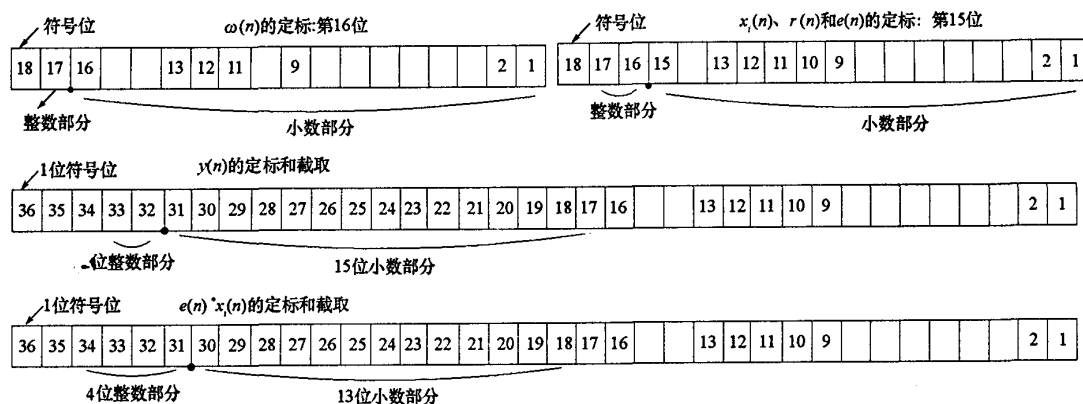 符号位 ω(n)的定标:第16位
18 17 16 13 12 11 9 2 1
整数部分 小数部分
符号位 xᵢ(n)、r(n)和e(n)的定标：第15位
18 17 16 15 13 12 11 10 9 2 1
整数部分 小数部分
1位符号位 y(n)的定标和截取
36 35 34 33 32 31 30 29 28 27 26 25 24 23 22 21 20 19 18 17 16 13 12 11 10 9 2 1
位整数部分 15位小数部分
1位符号位 e(n)*xᵢ(n)的定标和截取
36 35 34 33 32 31 30 29 28 27 26 25 24 23 22 21 20 19 18 17 16 13 12 11 10 9 2 1
4位整数部分 13位小数部分